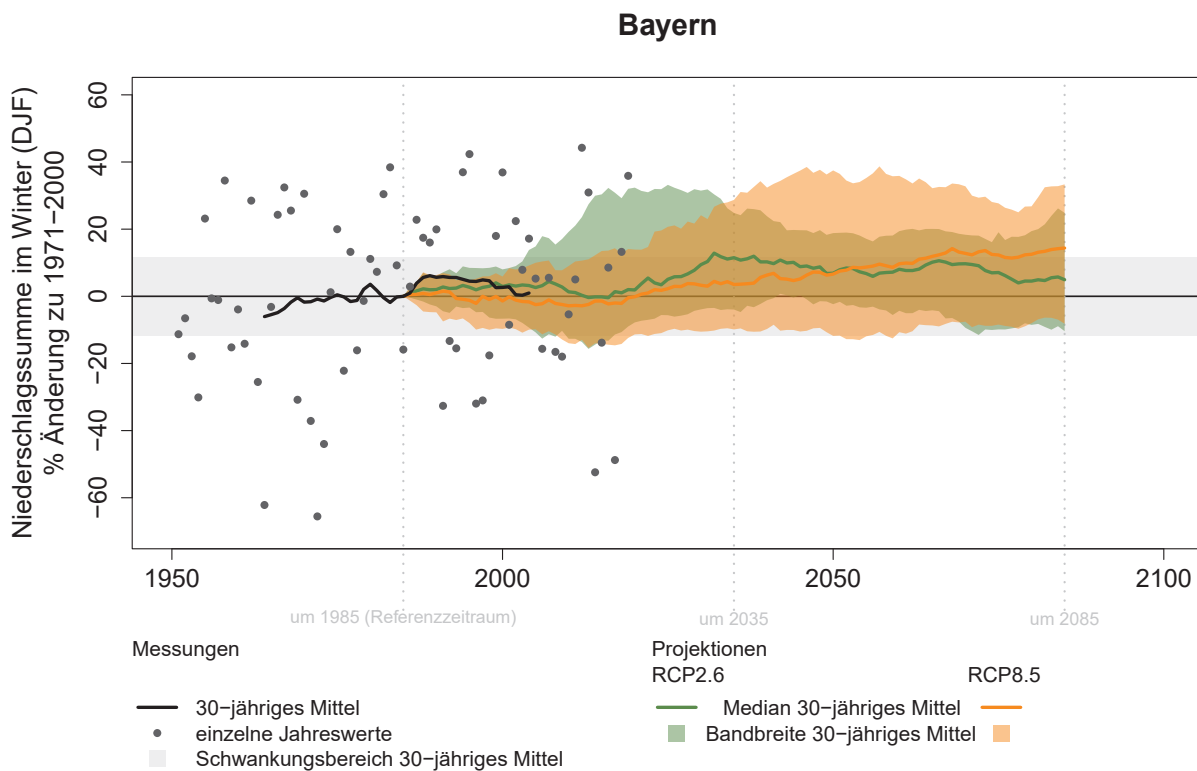 Bayern
Niederschlagssumme im Winter (DJF)
% Änderung zu 1971−2000
60
40
20
0
−20
−40
−60
1950
2000
2050
2100
um 1985 (Referenzzeitraum)
um 2035
um 2085
Messungen
Projektionen
RCP2.6
RCP8.5
30−jähriges Mittel
Median 30−jähriges Mittel
einzelne Jahreswerte
Bandbreite 30−jähriges Mittel
Schwankungsbereich 30−jähriges Mittel